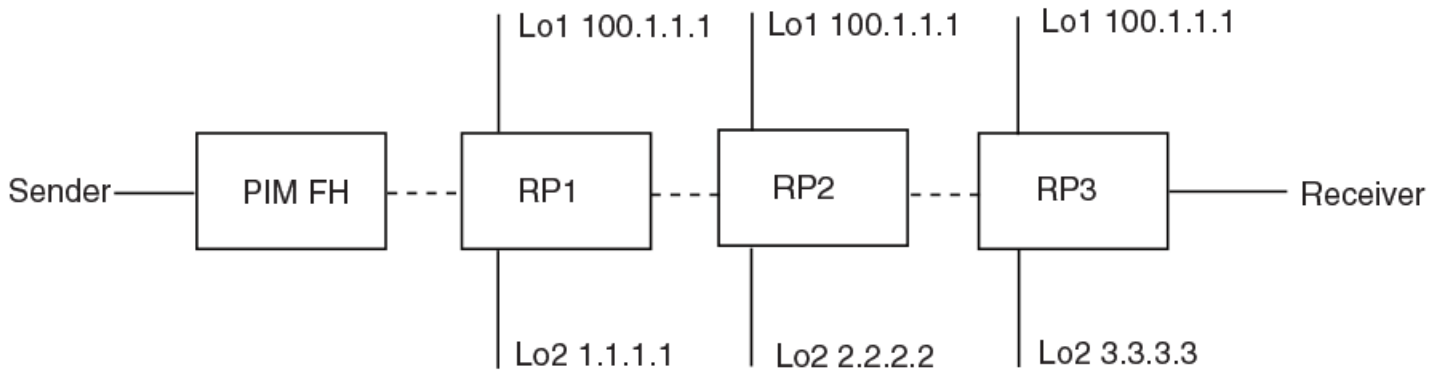 Lo1 100.1.1.1
Lo1 100.1.1.1
Lo1 100.1.1.1
Sender
PIM FH
RP1
RP2
RP3
Receiver
Lo2 1.1.1.1
Lo2 2.2.2.2
Lo2 3.3.3.3